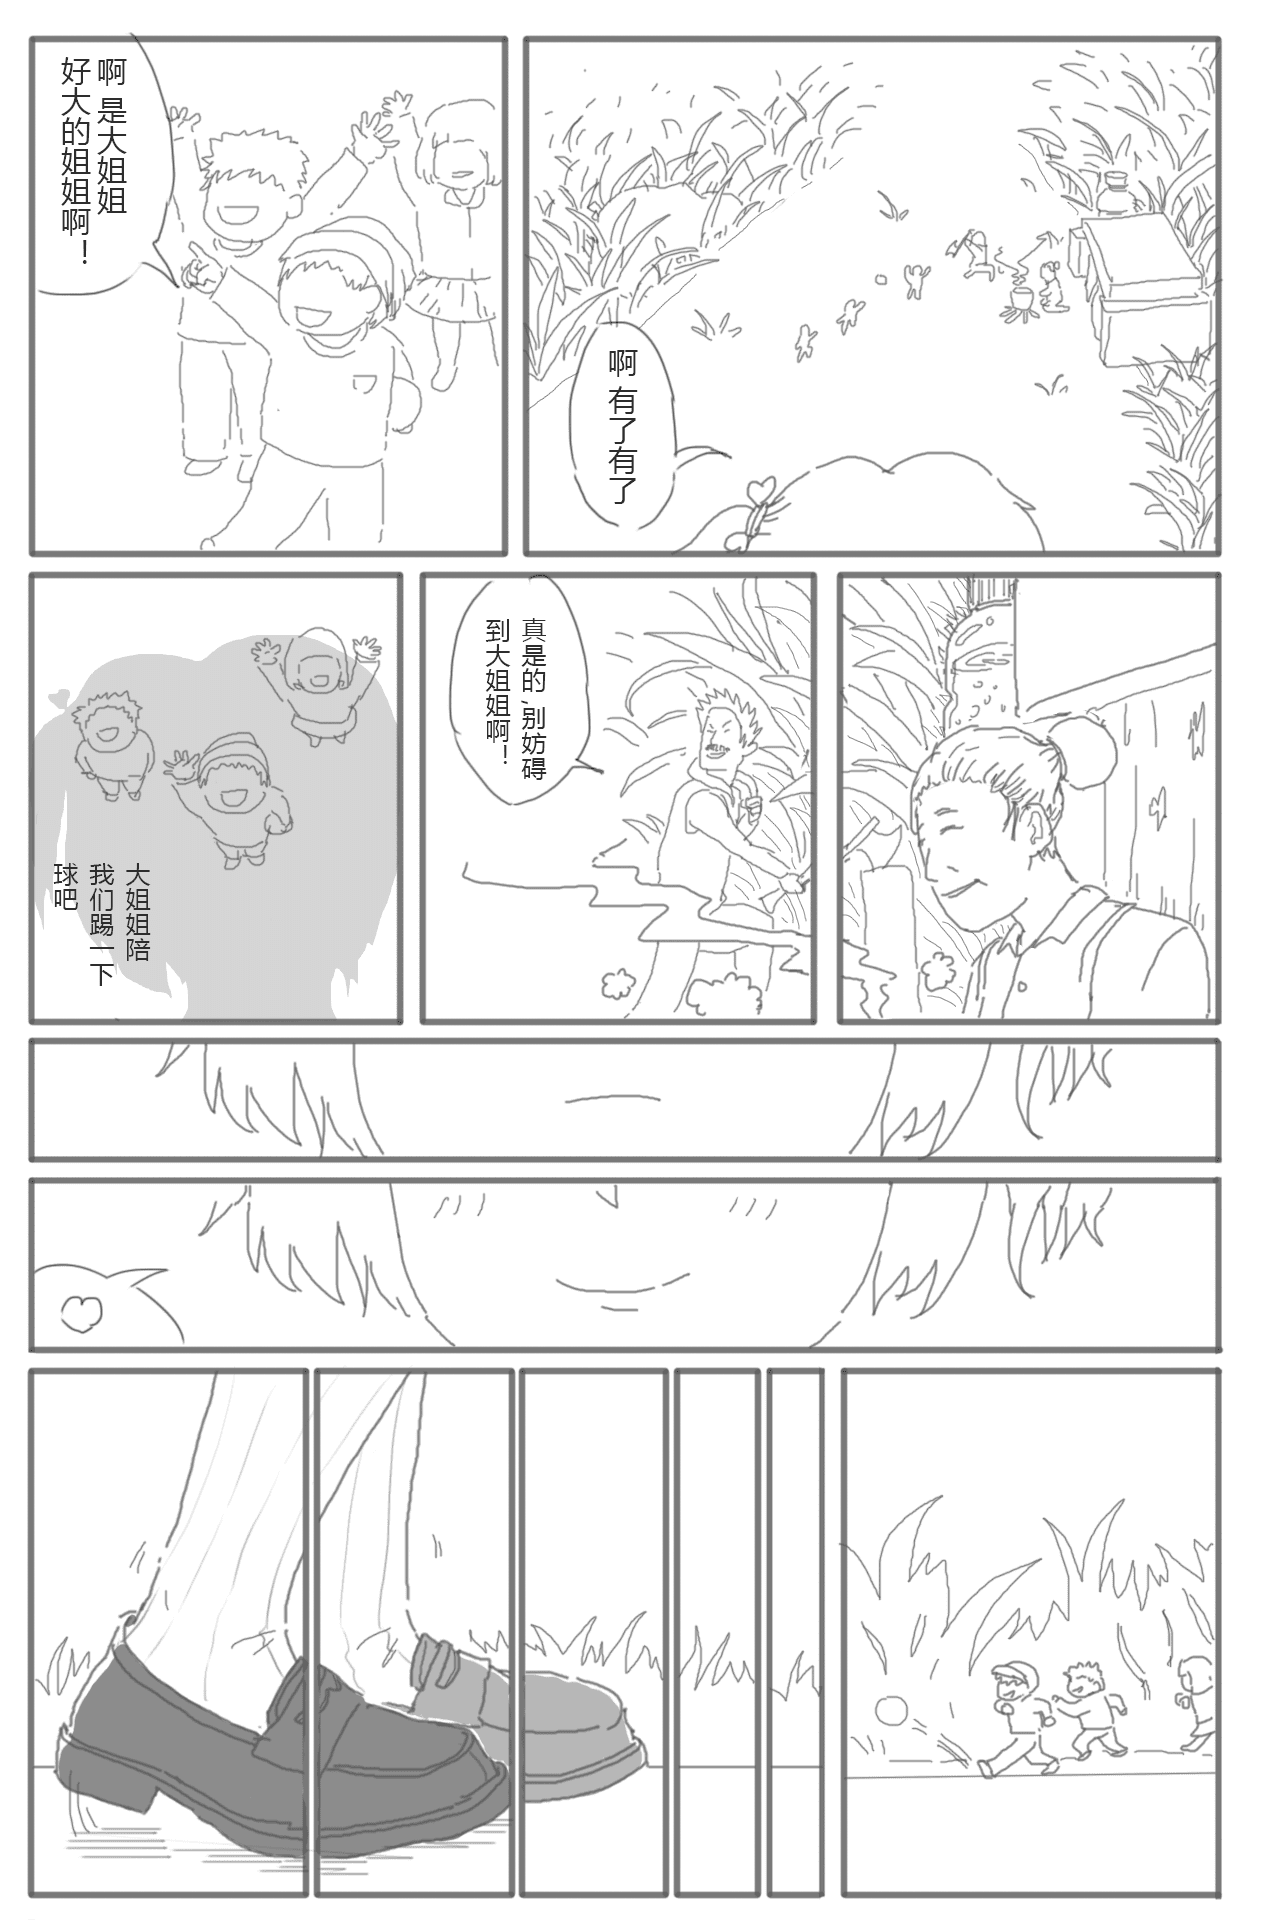 啊 有了有了
啊 是大姐姐
好大的姐姐啊！
真是的，别妨碍
到大姐姐啊！
大姐姐陪
我们踢一下
球吧